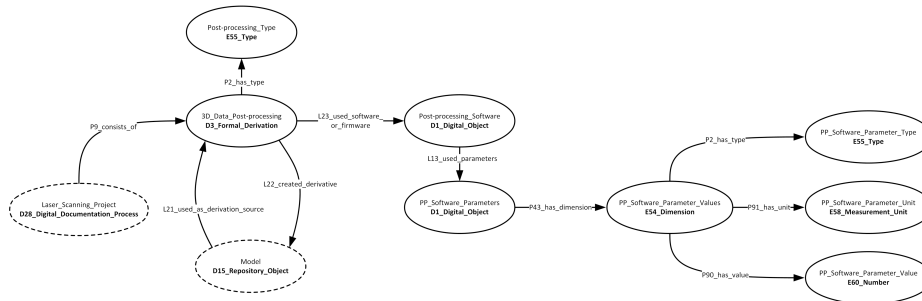 Post-processing_Type
E55_Type
P2_has_type
3D_Data_Post-processing
D3_Formal_Derivation
L23_used_software_
or_firmware
Post-processing_Software
D1_Digital_Object
P9_consists_of
L13_used_parameters
P2_has_type
PP_Software_Parameter_Type
E55_Type
L22_created_derivative
Laser_Scanning_Project
D28_Digital_Documentation_Process
L21_used_as_derivation_source
PP_Software_Parameters
D1_Digital_Object
P43_has_dimension
PP_Software_Parameter_Values
E54_Dimension
P91_has_unit
PP_Software_Parameter_Unit
E58_Measurement_Unit
Model
D15_Repository_Object
P90_has_value
PP_Software_Parameter_Value
E60_Number